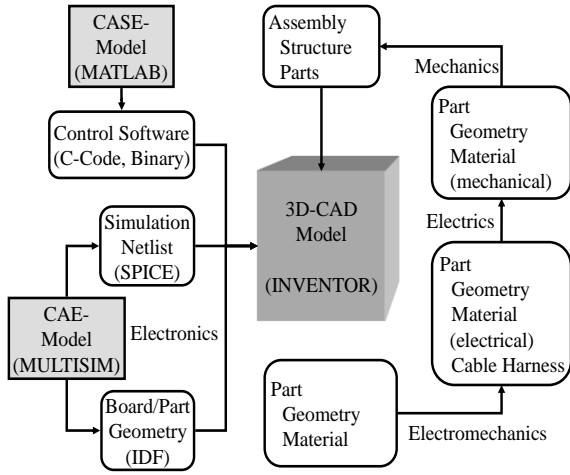 CASE-
Model
(MATLAB)
Control Software
(C-Code, Binary)
Simulation
Netlist
(SPICE)
CAE-
Model
(MULTISIM)
Electronics
Board/Part
Geometry
(IDF)
Assembly
Structure
Parts
3D-CAD
Model
(INVENTOR)
Mechanics
Part
Geometry
Material
(mechanical)
Electrics
Part
Geometry
Material
(electrical)
Cable Harness
Part
Geometry
Material
Electromechanics